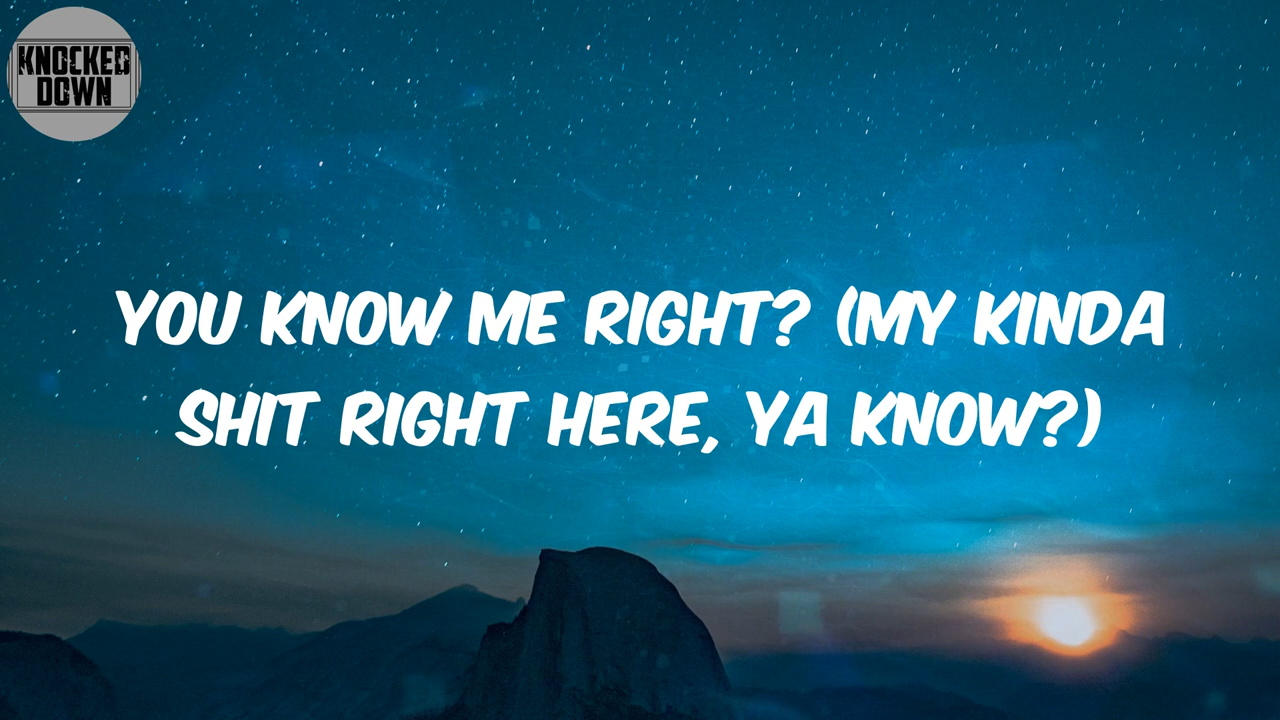 KNOCKED
DOWN
YOU KNOW ME RIGHT? (MY KINDA
SHIT RIGHT HERE, YA KNOW?)